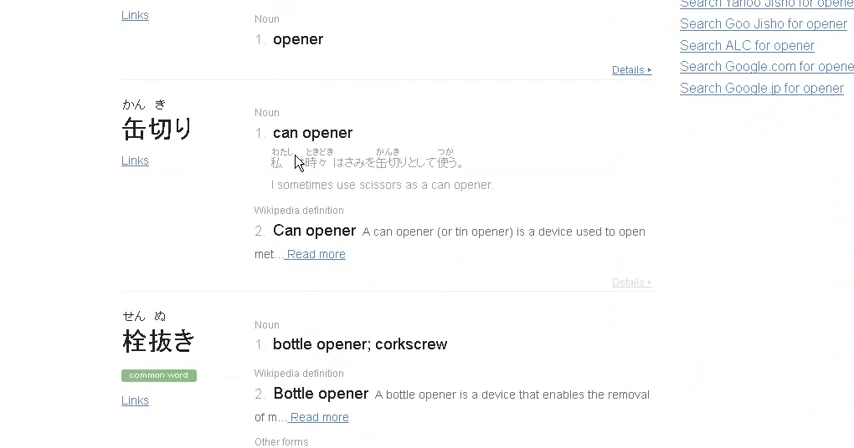 Links
Noun
1. opener
Details ▸
かん き
缶切り
Links
Noun
1. can opener
わたし ときどき かんき つか
私 時々 はさみを缶切りとして使う。
I sometimes use scissors as a can opener.
Wikipedia definition
2. Can opener A can opener (or tin opener) is a device used to open
met... Read more
Details ▸
せん ぬ
栓抜き
common word
Links
Noun
1. bottle opener; corkscrew
Wikipedia definition
2. Bottle opener A bottle opener is a device that enables the removal
of m... Read more
Other forms
Search Yahoo Jisho for opene
Search Goo Jisho for opener
Search ALC for opener
Search Google.com for opene
Search Google.jp for opener